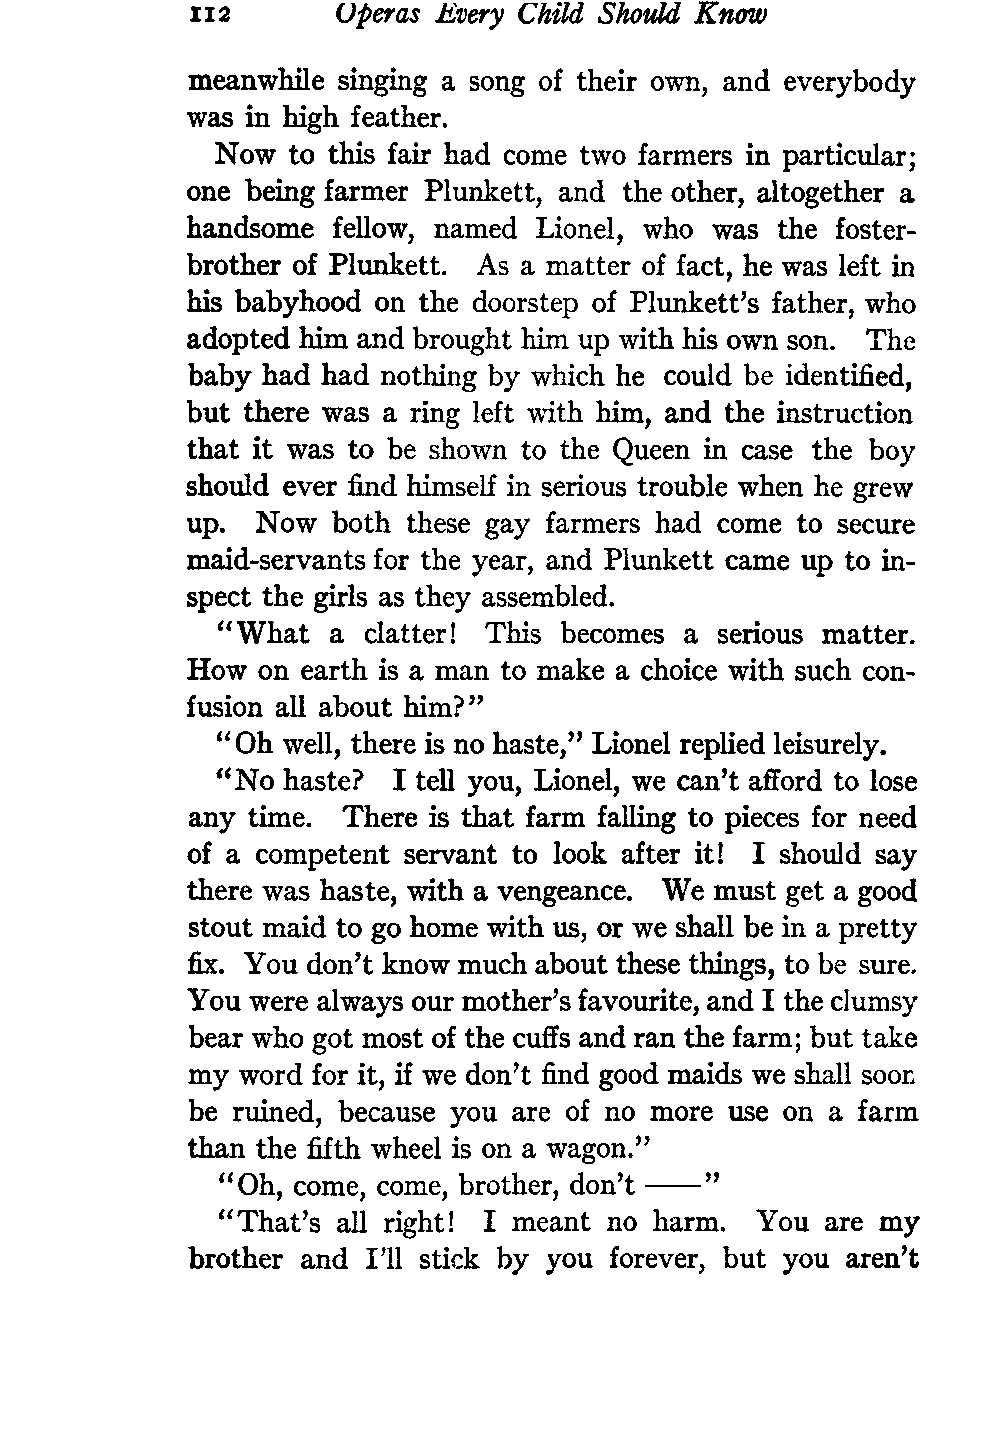 112 Operas Every Child Should Know
meanwhile singing a song of their own, and everybody
was in high feather.
Now to this fair had come two farmers in particular;
one being farmer Plunkett, and the other, altogether a
handsome fellow, named Lionel, who was the foster-
brother of Plunkett. As a matter of fact, he was left in
his babyhood on the doorstep of Plunkett's father, who
adopted him and brought him up with his own son. The
baby had had nothing by which he could be identified,
but there was a ring left with him, and the instruction
that it was to be shown to the Queen in case the boy
should ever find himself in serious trouble when he grew
up. Now both these gay farmers had come to secure
maid-servants for the year, and Plunkett came up to in-
spect the girls as they assembled.
"What a clatter! This becomes a serious matter.
How on earth is a man to make a choice with such con-
fusion all about him?"
"Oh well, there is no haste," Lionel replied leisurely.
"No haste? I tell you, Lionel, we can't afford to lose
any time. There is that farm falling to pieces for need
of a competent servant to look after it! I should say
there was haste, with a vengeance. We must get a good
stout maid to go home with us, or we shall be in a pretty
fix. You don't know much about these things, to be sure.
You were always our mother's favourite, and I the clumsy
bear who got most of the cuffs and ran the farm; but take
my word for it, if we don't find good maids we shall soon
be ruined, because you are of no more use on a farm
than the fifth wheel is on a wagon."
"Oh, come, come, brother, don't ——"
"That's all right! I meant no harm. You are my
brother and I'll stick by you forever, but you aren't